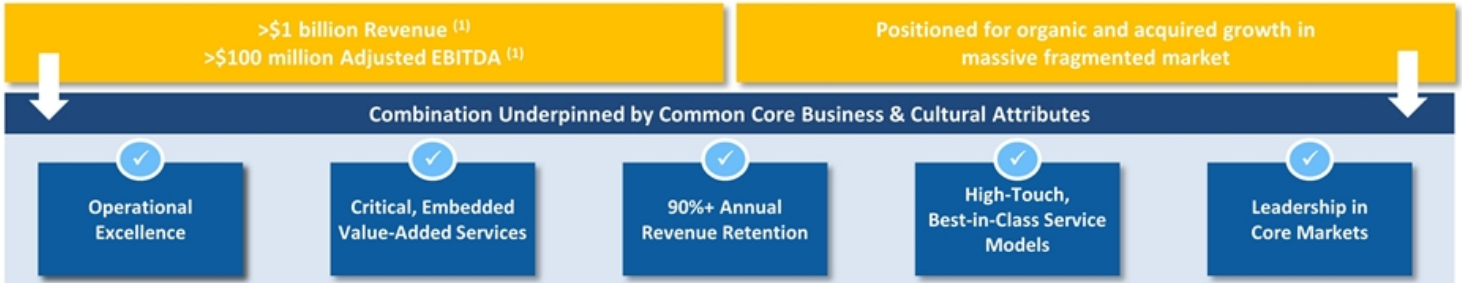 >$1 billion Revenue (1)
>$100 million Adjusted EBITDA (1)
Positioned for organic and acquired growth in
massive fragmented market
Combination Underpinned by Common Core Business & Cultural Attributes
Operational
Excellence
Critical, Embedded
Value-Added Services
90%+ Annual
Revenue Retention
High-Touch,
Best-in-Class Service
Models
Leadership in
Core Markets